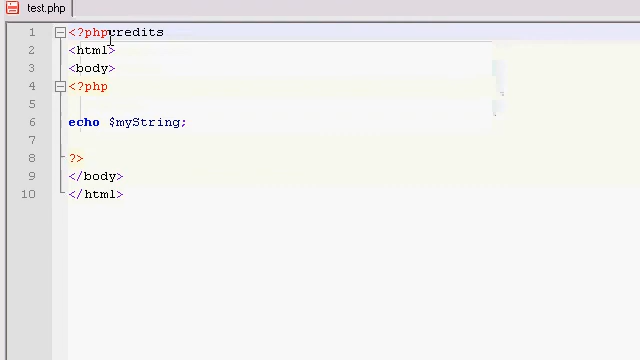 test.php
1 <?phpcredits
2 <html>
3 <body>
4 <?php
5
6 echo $myString;
7
8 ?>
9 </body>
10 </html>